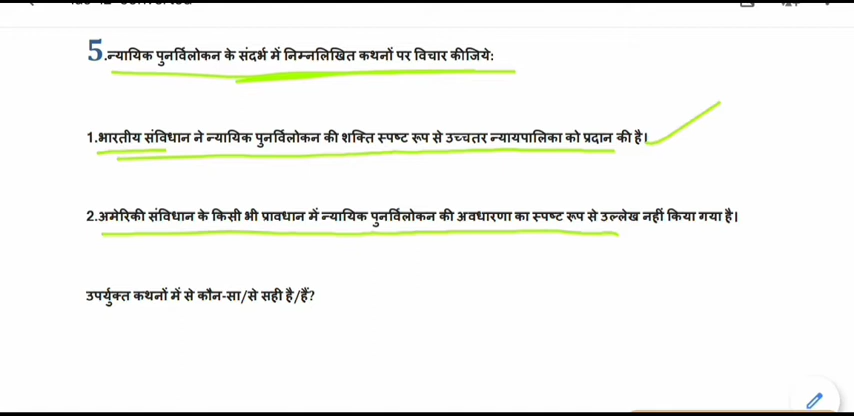 5.न्यायिक पुनर्विलोकन के संदर्भ में निम्नलिखित कथनों पर विचार कीजिये:
1.भारतीय संविधान ने न्यायिक पुनर्विलोकन की शक्ति स्पष्ट रूप से उच्चतर न्यायपालिका को प्रदान की है।
2.अमेरिकी संविधान के किसी भी प्रावधान में न्यायिक पुनर्विलोकन की अवधारणा का स्पष्ट रूप से उल्लेख नहीं किया गया है।
उपर्युक्त कथनों में से कौन-सा/से सही है/हैं?